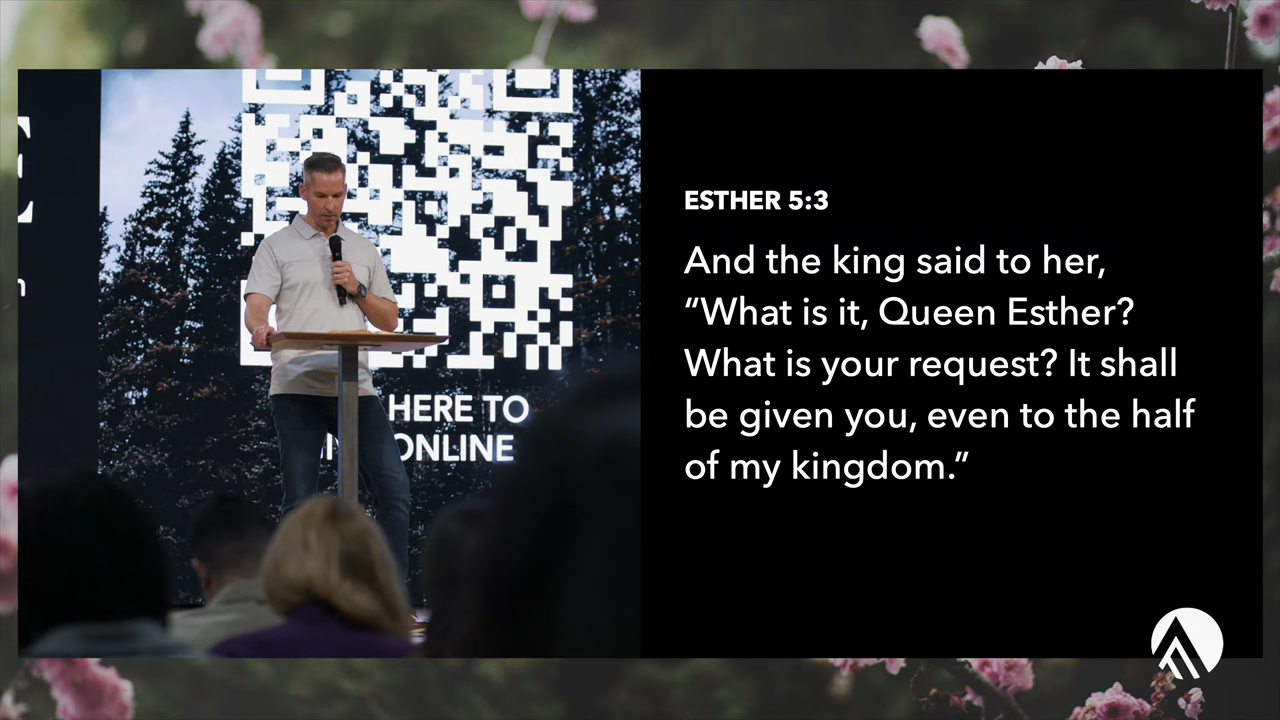 HERE TO
ONLINE
ESTHER 5:3
And the king said to her,
“What is it, Queen Esther?
What is your request? It shall
be given you, even to the half
of my kingdom.”